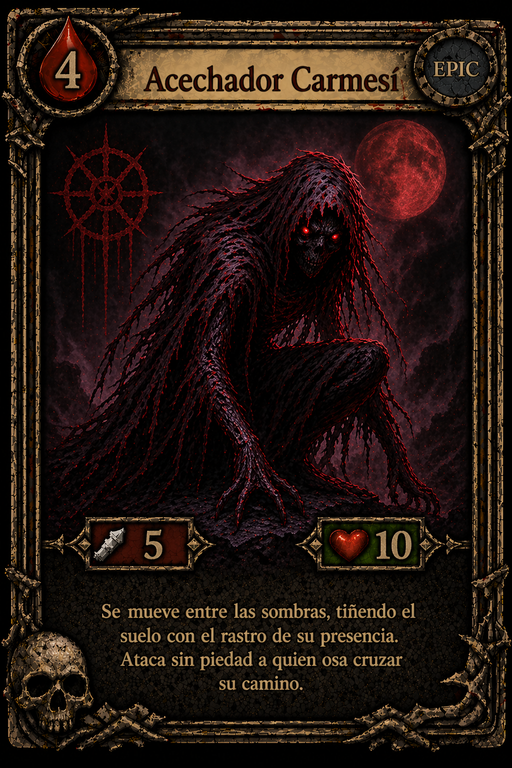 4
Acechador Carmesí
EPIC
5
10
Se mueve entre las sombras, tiñendo el
suelo con el rastro de su presencia.
Ataca sin piedad a quien osa cruzar
su camino.